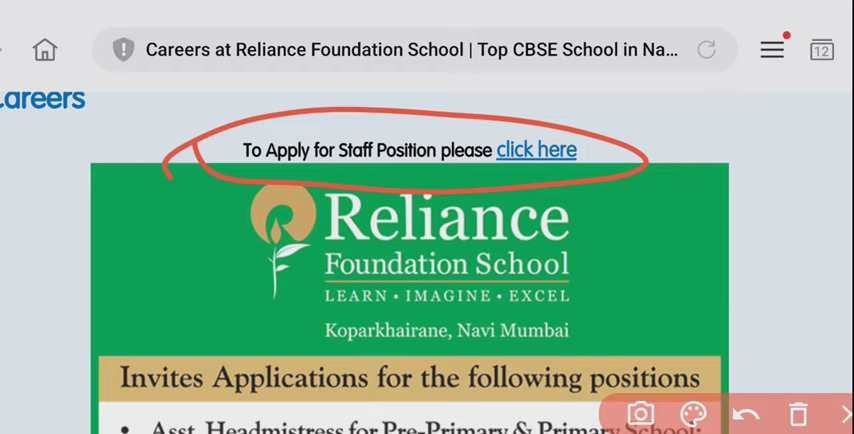 Careers at Reliance Foundation School | Top CBSE School in Na...
12
Careers
To Apply for Staff Position please click here
Reliance
Foundation School
LEARN • IMAGINE • EXCEL
Koparkhairane, Navi Mumbai
Invites Applications for the following positions
• Asst. Headmistress for Pre-Primary & Primary School: